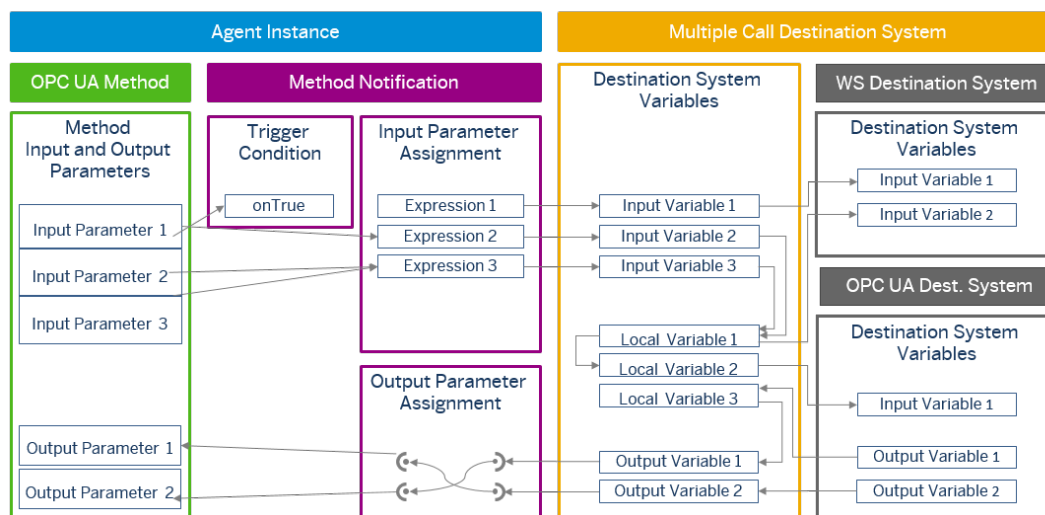 Agent Instance
Multiple Call Destination System
OPC UA Method
Method Notification
Destination System
Variables
WS Destination System
Method
Input and Output
Parameters
Trigger
Condition
Input Parameter
Assignment
Destination System
Variables
onTrue
Expression 1
Expression 2
Expression 3
Input Parameter 1
Input Parameter 2
Input Parameter 3
Input Variable 1
Input Variable 2
Input Variable 3
Input Variable 1
Input Variable 2
OPC UA Dest. System
Destination System
Variables
Local Variable 1
Local Variable 2
Local Variable 3
Output Parameter
Assignment
Input Variable 1
Output Parameter 1
Output Parameter 2
Output Variable 1
Output Variable 2
Output Variable 1
Output Variable 2